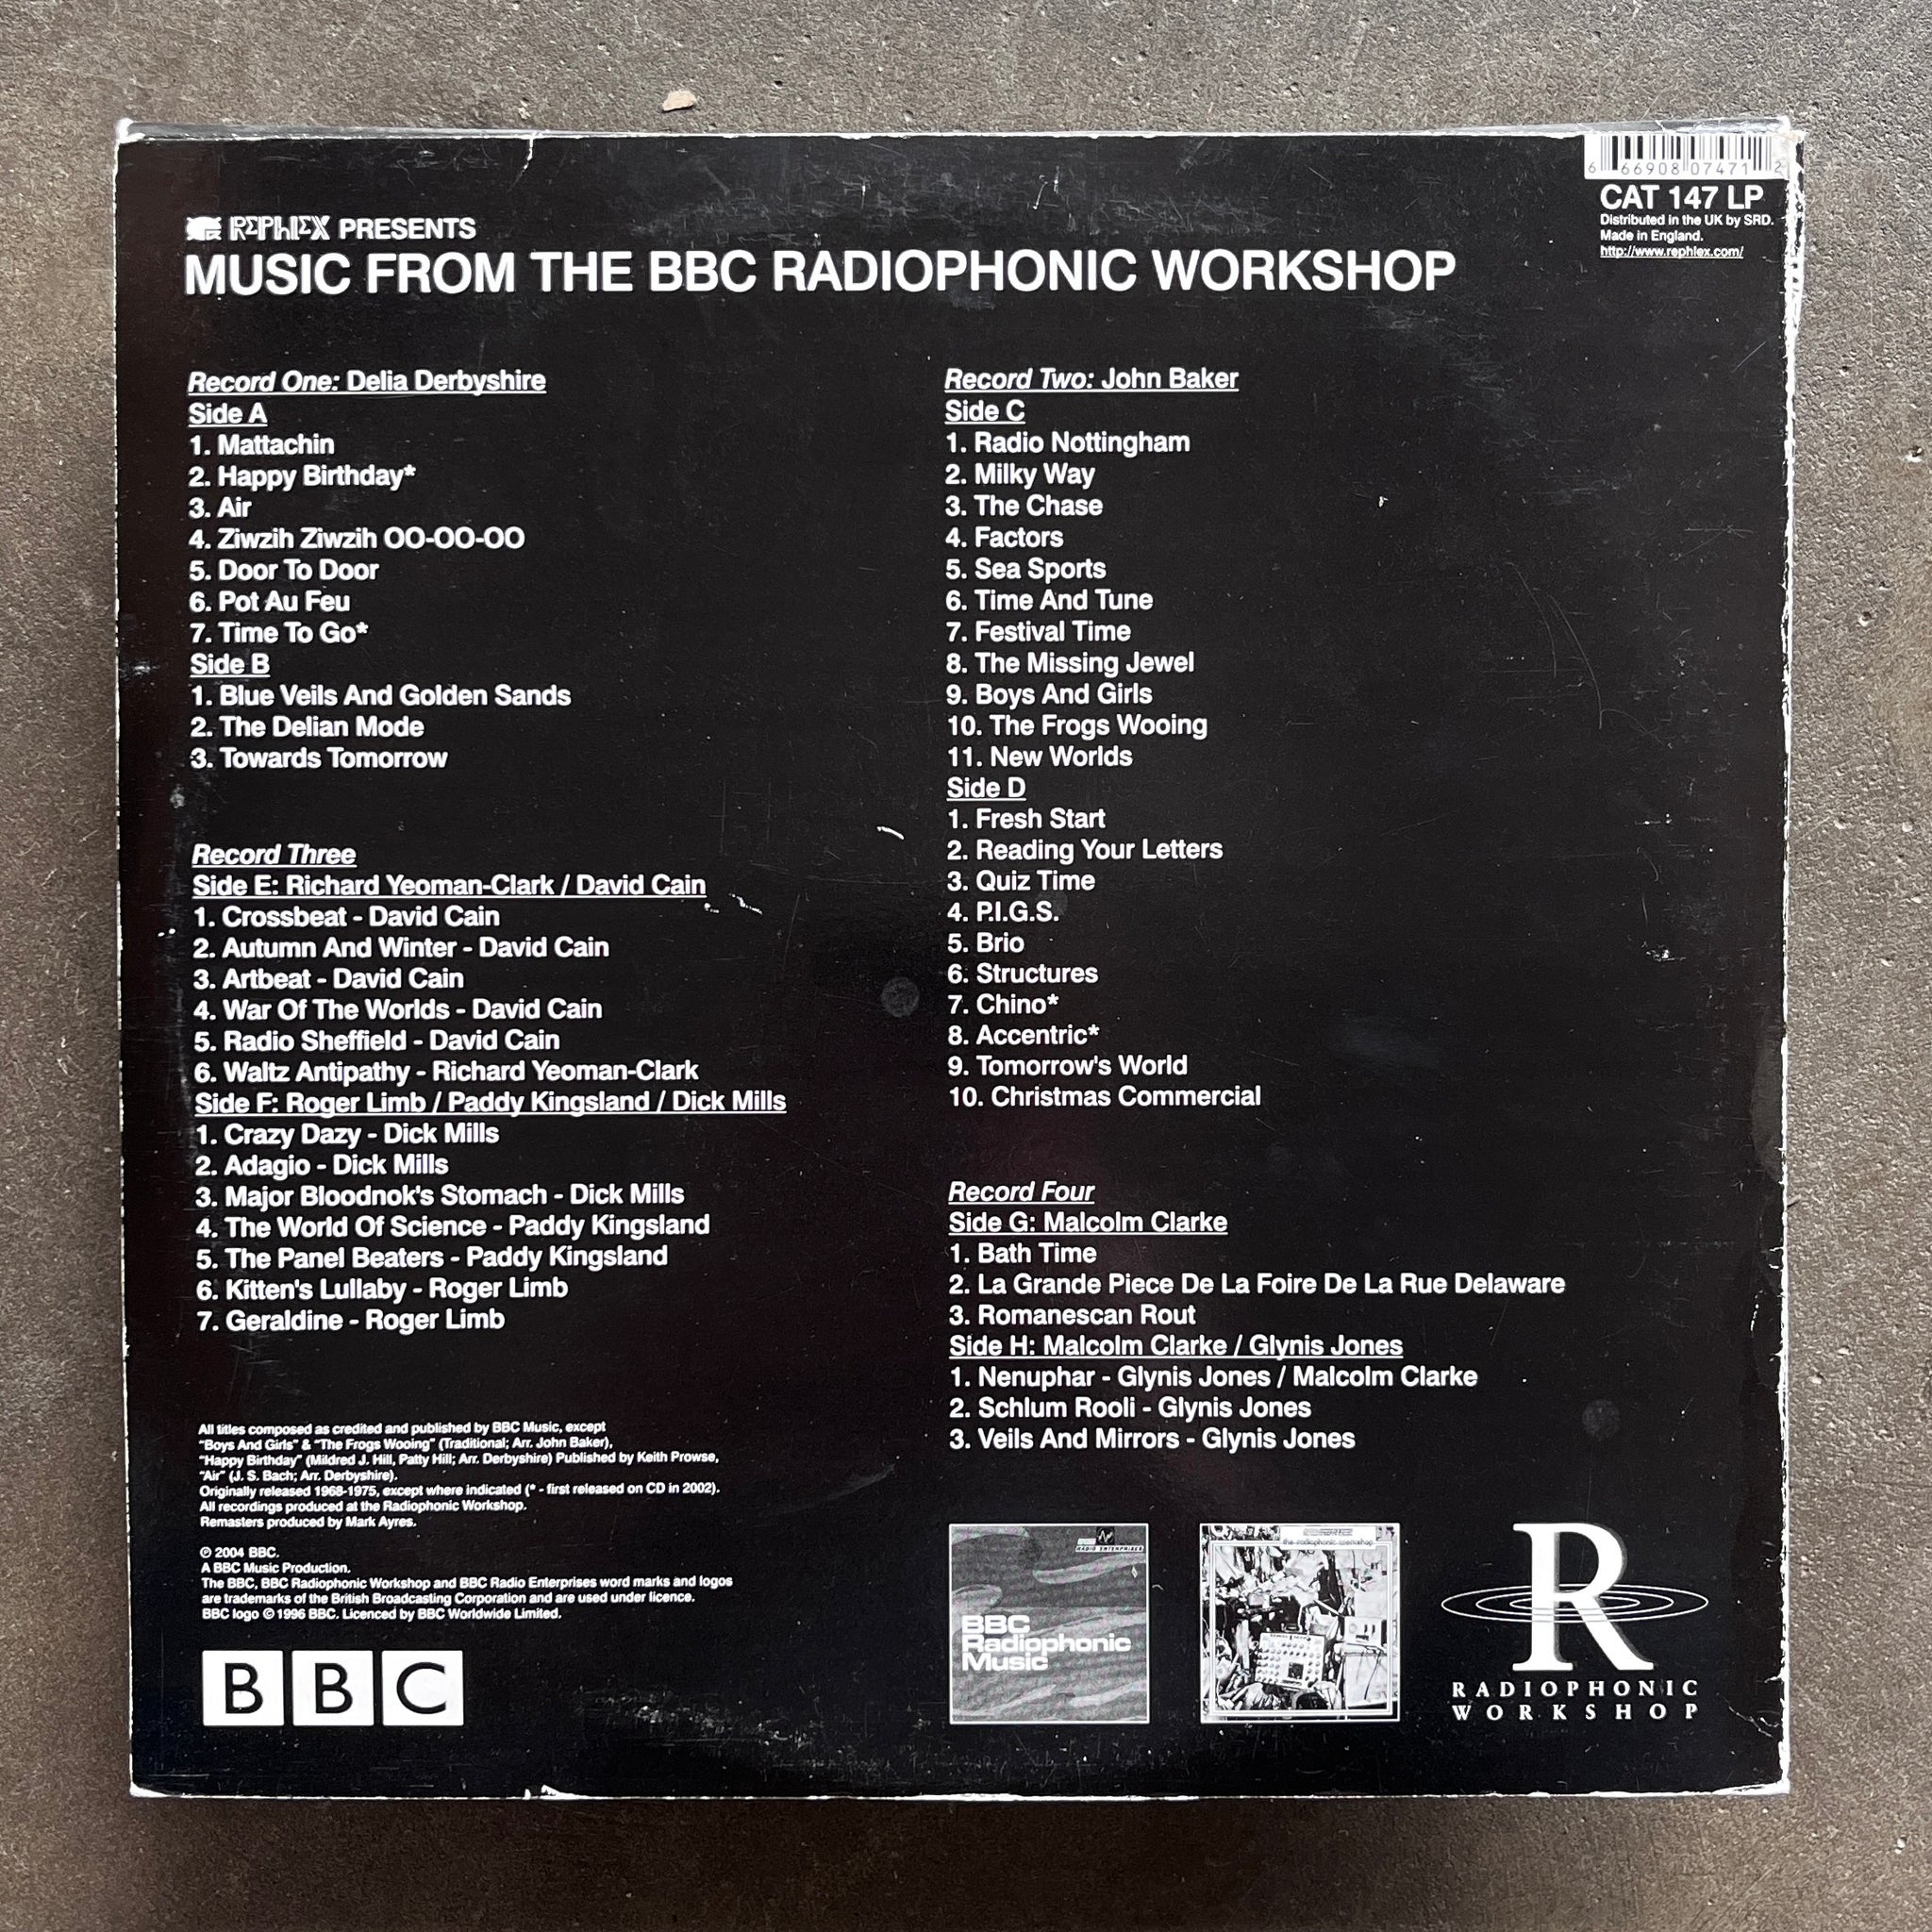 6 66908 07471 2
CAT 147 LP
Distributed in the UK by SRD.
Made in England.
http://www.rephlex.com/
REPHLEX PRESENTS
MUSIC FROM THE BBC RADIOPHONIC WORKSHOP
Record One: Delia Derbyshire
Side A
1. Mattachin
2. Happy Birthday*
3. Air
4. Ziwzih Ziwzih OO-OO-OO
5. Door To Door
6. Pot Au Feu
7. Time To Go*
Side B
1. Blue Veils And Golden Sands
2. The Delian Mode
3. Towards Tomorrow
Record Two: John Baker
Side C
1. Radio Nottingham
2. Milky Way
3. The Chase
4. Factors
5. Sea Sports
6. Time And Tune
7. Festival Time
8. The Missing Jewel
9. Boys And Girls
10. The Frogs Wooing
11. New Worlds
Side D
1. Fresh Start
2. Reading Your Letters
3. Quiz Time
4. P.I.G.S.
5. Brio
6. Structures
7. Chino*
8. Accentric*
9. Tomorrow's World
10. Christmas Commercial
Record Three
Side E: Richard Yeoman-Clark / David Cain
1. Crossbeat - David Cain
2. Autumn And Winter - David Cain
3. Artbeat - David Cain
4. War Of The Worlds - David Cain
5. Radio Sheffield - David Cain
6. Waltz Antipathy - Richard Yeoman-Clark
Side F: Roger Limb / Paddy Kingsland / Dick Mills
1. Crazy Dazy - Dick Mills
2. Adagio - Dick Mills
3. Major Bloodnok's Stomach - Dick Mills
4. The World Of Science - Paddy Kingsland
5. The Panel Beaters - Paddy Kingsland
6. Kitten's Lullaby - Roger Limb
7. Geraldine - Roger Limb
Record Four
Side G: Malcolm Clarke
1. Bath Time
2. La Grande Piece De La Foire De La Rue Delaware
3. Romanescan Rout
Side H: Malcolm Clarke / Glynis Jones
1. Nenuphar - Glynis Jones / Malcolm Clarke
2. Schlum Rooli - Glynis Jones
3. Veils And Mirrors - Glynis Jones
All titles composed as credited and published by BBC Music, except
"Boys And Girls" & "The Frogs Wooing" (Traditional; Arr. John Baker),
"Happy Birthday" (Mildred J. Hill, Patty Hill; Arr. Derbyshire) Published by Keith Prowse,
"Air" (J. S. Bach; Arr. Derbyshire).
Originally released 1968-1975, except where indicated (* - first released on CD in 2002).
All recordings produced at the Radiophonic Workshop.
Remasters produced by Mark Ayres.
℗ 2004 BBC.
A BBC Music Production.
The BBC, BBC Radiophonic Workshop and BBC Radio Enterprises word marks and logos
are trademarks of the British Broadcasting Corporation and are used under licence.
BBC logo © 1996 BBC. Licenced by BBC Worldwide Limited.
BBC
RADIO ENTERPRISES
BBC
Radiophonic
Music
the radiophonic workshop
R
RADIOPHONIC
WORKSHOP